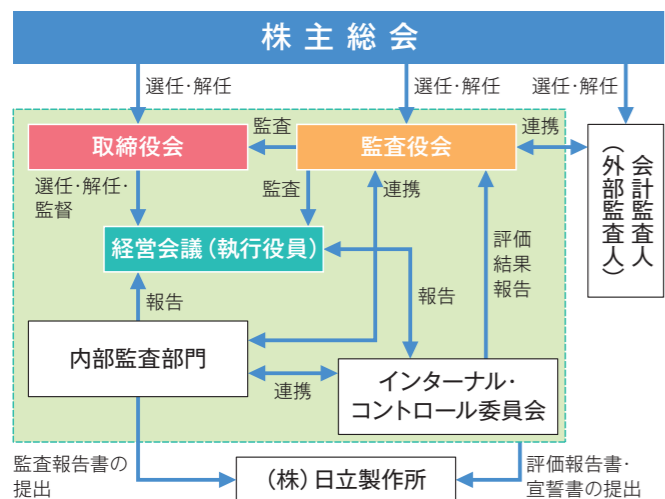 株主総会
選任・解任
選任・解任
選任・解任
取締役会
監査
監査役会
連携
会計監査人
（外部監査人）
選任・解任・
監督
監査
連携
評価
結果
報告
経営会議（執行役員）
報告
報告
内部監査部門
連携
インターナル・
コントロール委員会
監査報告書の
提出
（株）日立製作所
評価報告書・
宣誓書の提出